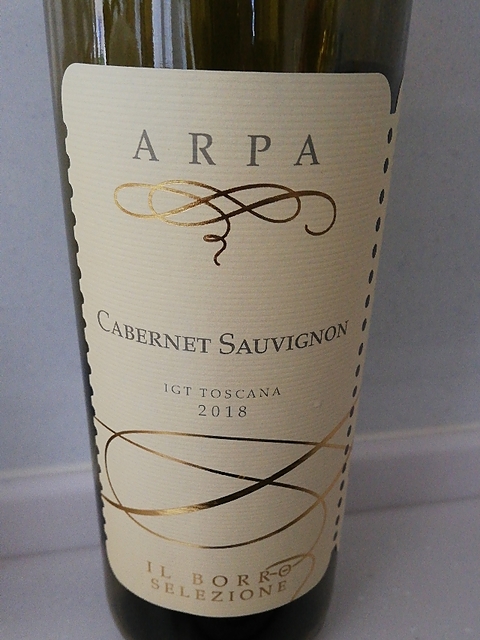 ARPA
CABERNET SAUVIGNON
IGT TOSCANA
2018
IL BORRO
SELEZIONE